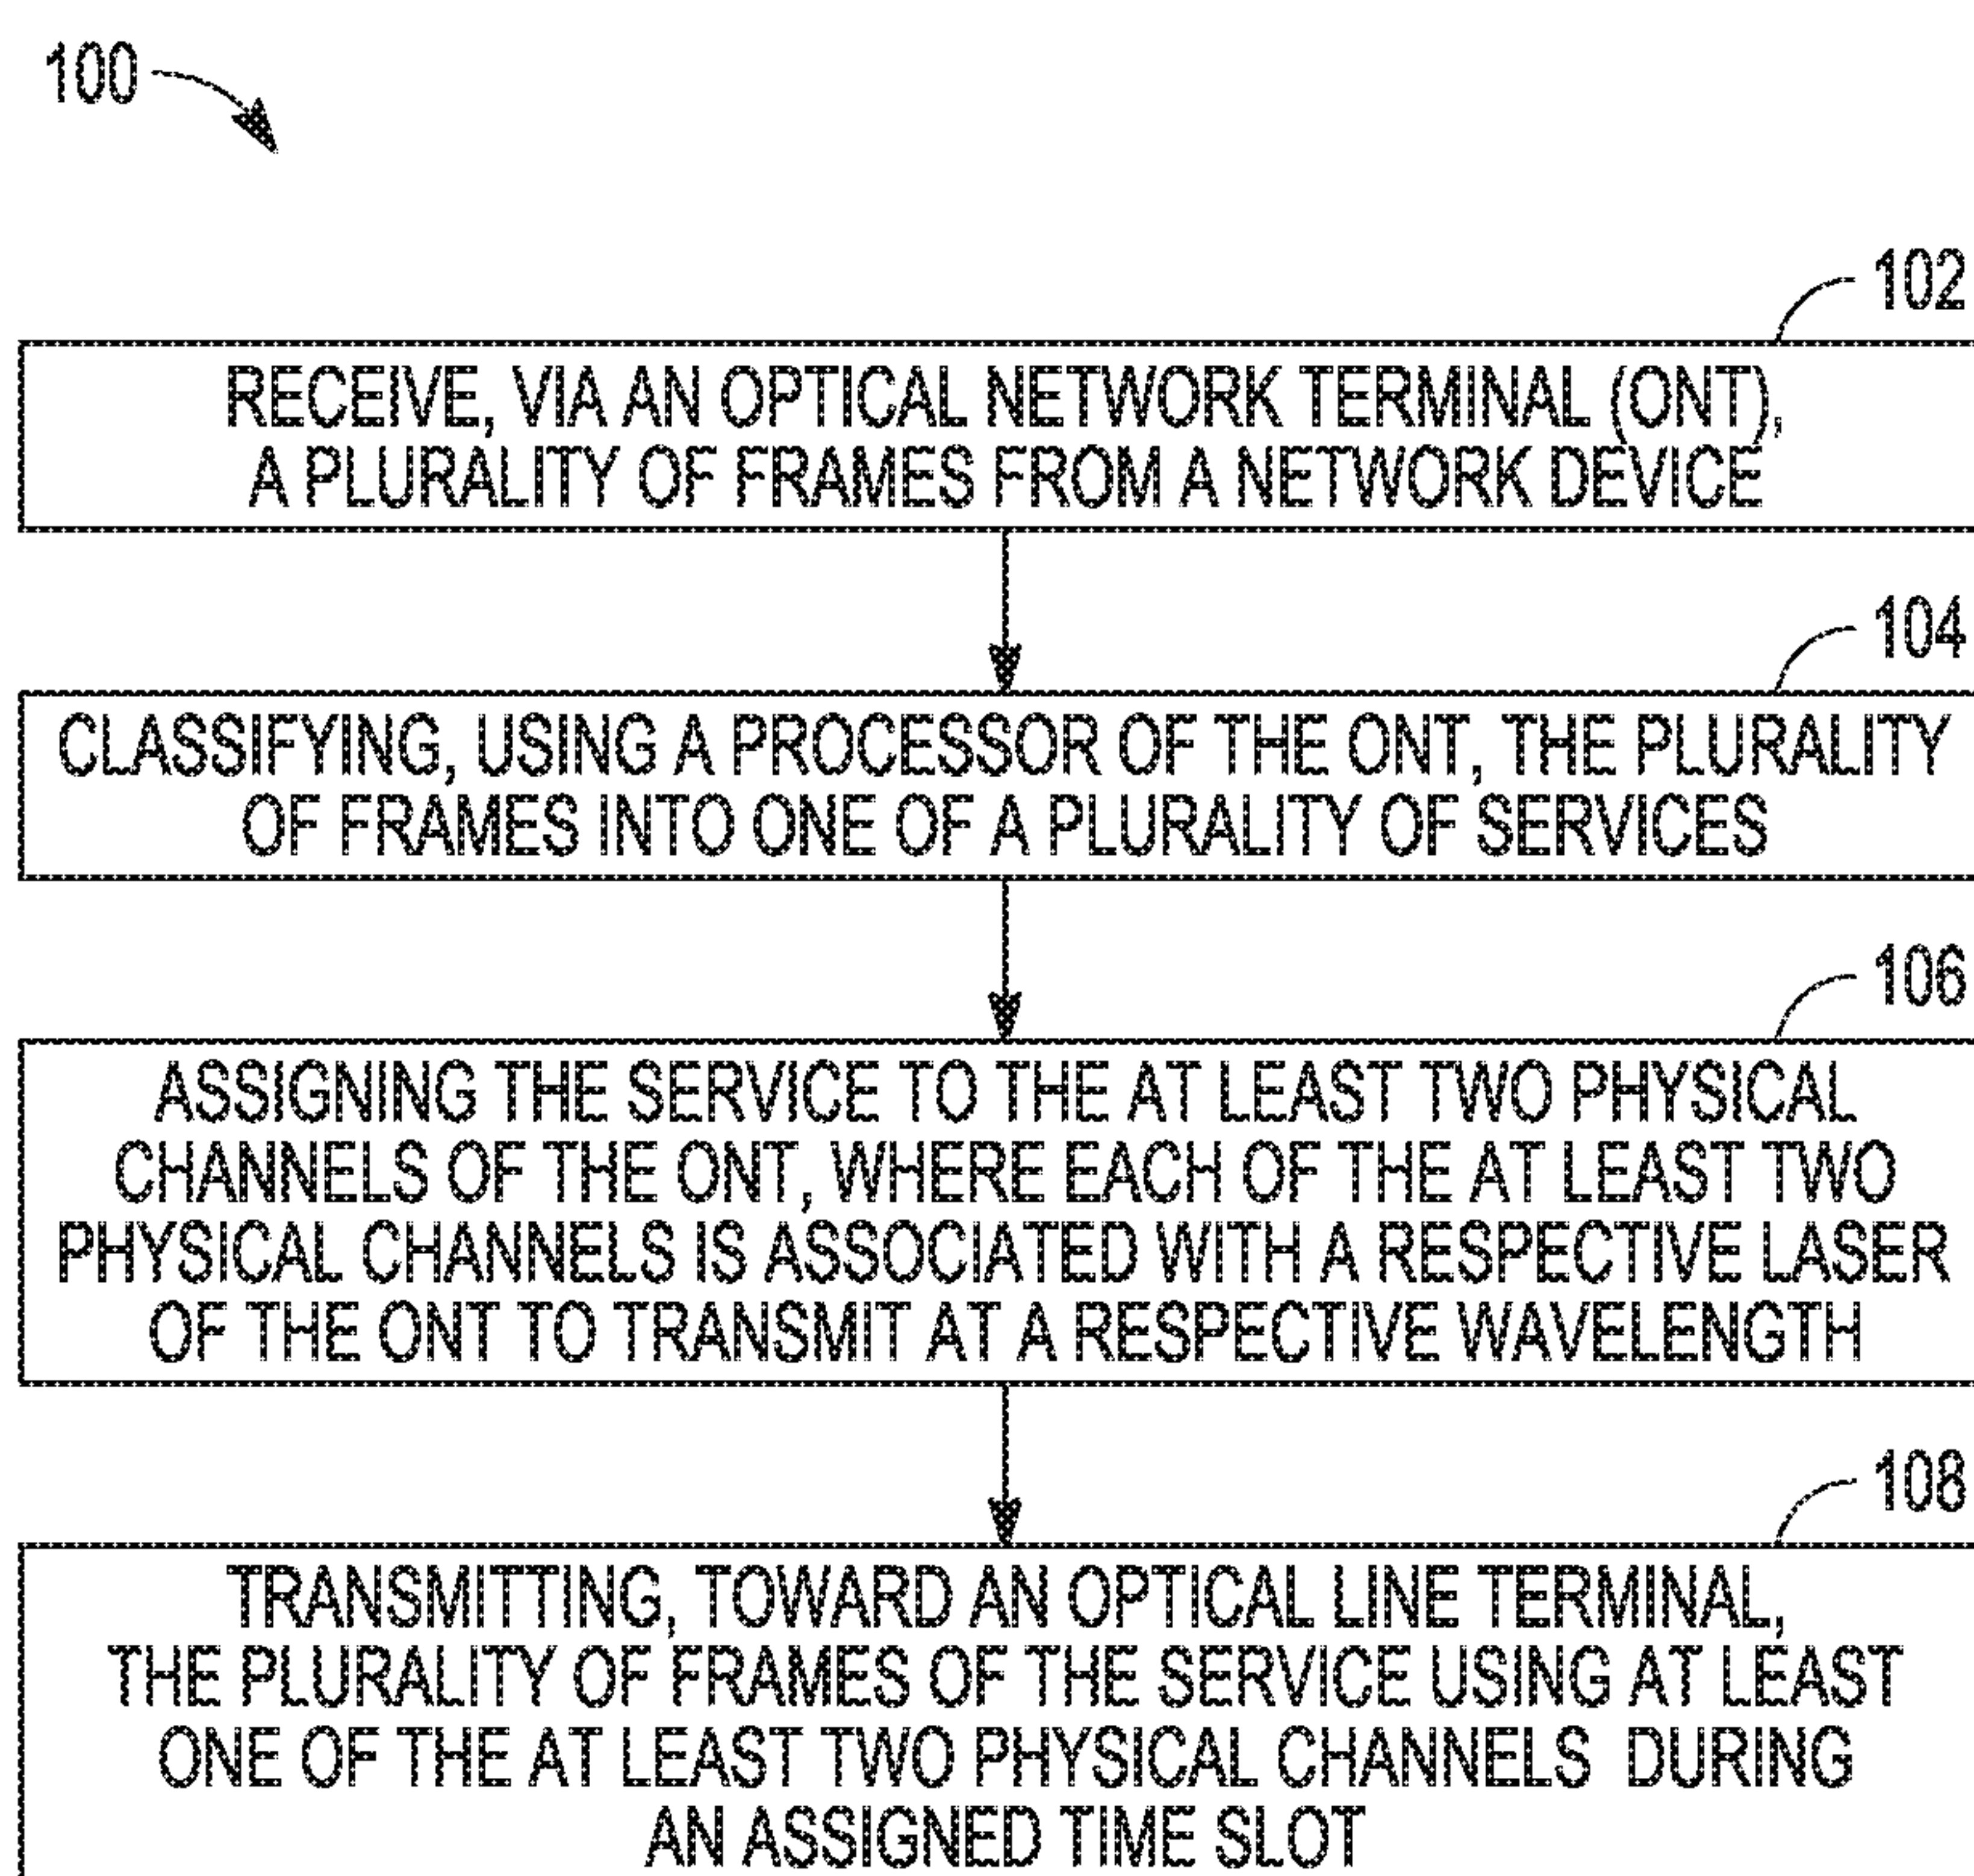 100
102
RECEIVE, VIA AN OPTICAL NETWORK TERMINAL (ONT),
A PLURALITY OF FRAMES FROM A NETWORK DEVICE
104
CLASSIFYING, USING A PROCESSOR OF THE ONT, THE PLURALITY
OF FRAMES INTO ONE OF A PLURALITY OF SERVICES
106
ASSIGNING THE SERVICE TO THE AT LEAST TWO PHYSICAL
CHANNELS OF THE ONT, WHERE EACH OF THE AT LEAST TWO
PHYSICAL CHANNELS IS ASSOCIATED WITH A RESPECTIVE LASER
OF THE ONT TO TRANSMIT AT A RESPECTIVE WAVELENGTH
108
TRANSMITTING, TOWARD AN OPTICAL LINE TERMINAL,
THE PLURALITY OF FRAMES OF THE SERVICE USING AT LEAST
ONE OF THE AT LEAST TWO PHYSICAL CHANNELS DURING
AN ASSIGNED TIME SLOT